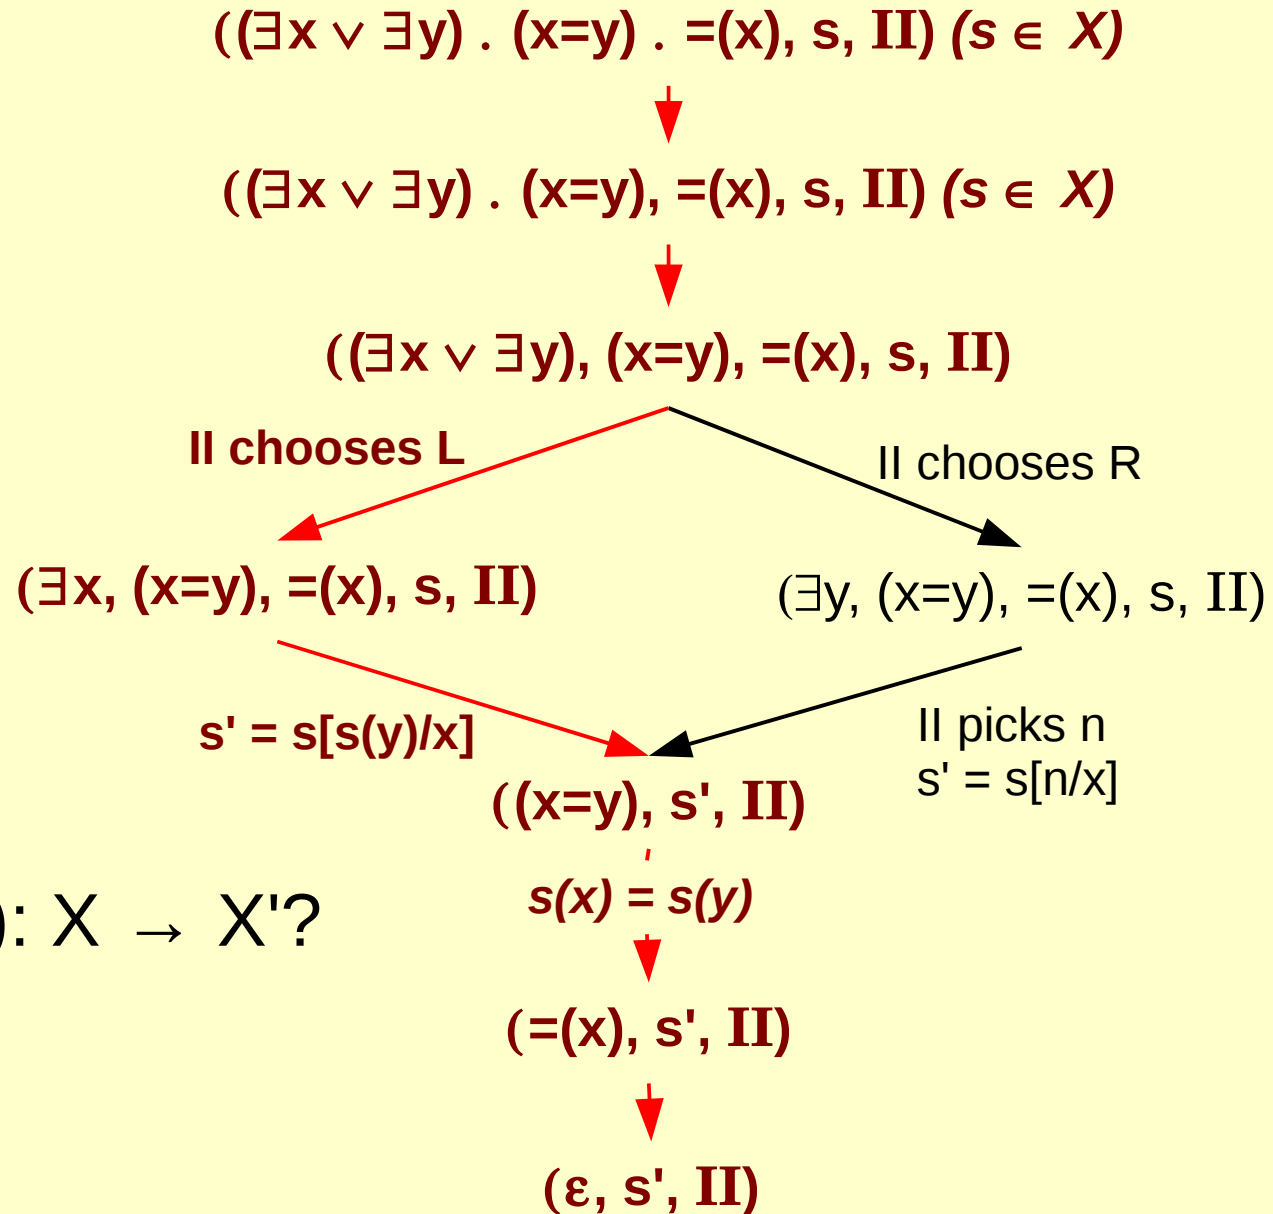 ((∃x ∨ ∃y) . (x=y) . =(x), s, II) (s ∈ X)
((∃x ∨ ∃y) . (x=y), =(x), s, II) (s ∈ X)
((∃x ∨ ∃y), (x=y), =(x), s, II)
II chooses L
II chooses R
(∃x, (x=y), =(x), s, II)
(∃y, (x=y), =(x), s, II)
s' = s[s(y)/x]
II picks n
s' = s[n/x]
((x=y), s', II)
s(x) = s(y)
): X → X'?
(=(x), s', II)
(ε, s', II)